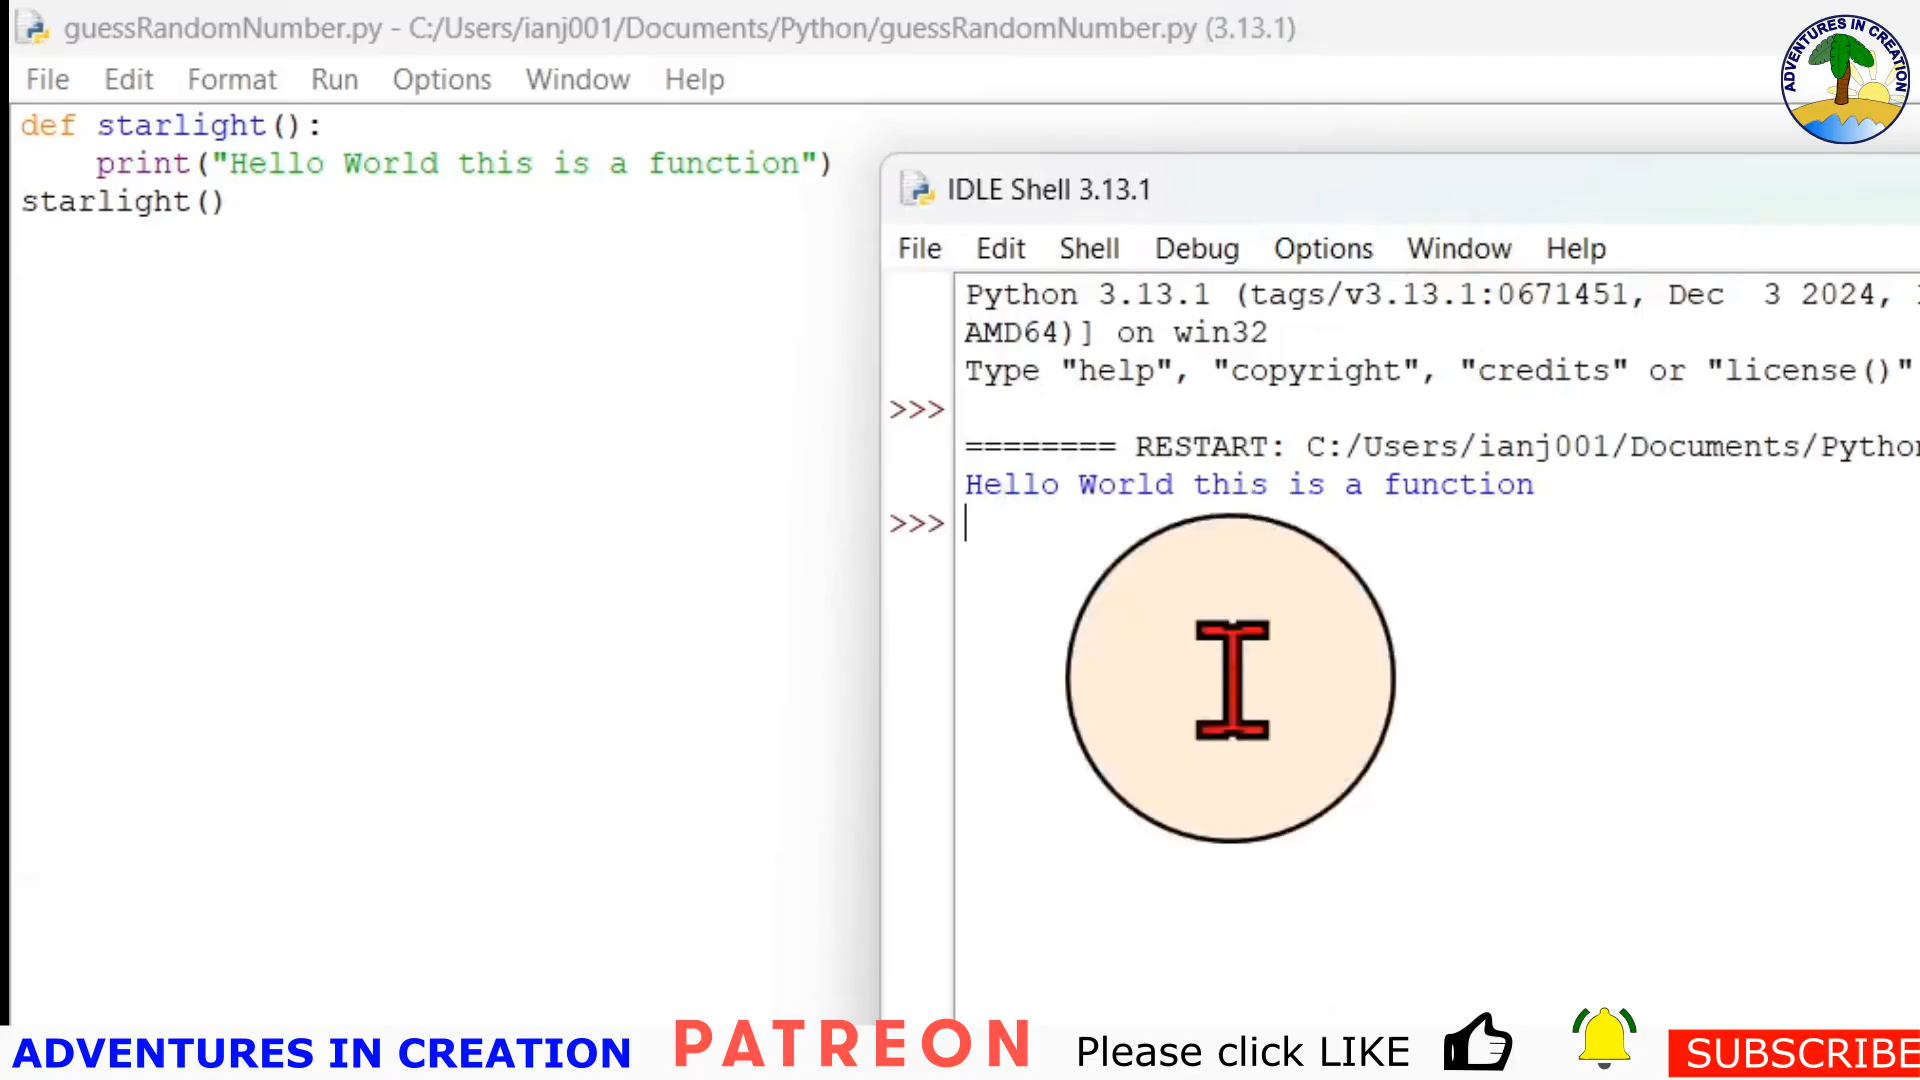 guessRandomNumber.py - C:/Users/ianj001/Documents/Python/guessRandomNumber.py (3.13.1)
File Edit Format Run Options Window Help
def starlight():
    print("Hello World this is a function")
starlight()
ADVENTURES IN CREATION
IDLE Shell 3.13.1
File Edit Shell Debug Options Window Help
Python 3.13.1 (tags/v3.13.1:0671451, Dec  3 2024,
AMD64)] on win32
Type "help", "copyright", "credits" or "license()"
>>>
======== RESTART: C:/Users/ianj001/Documents/Python
Hello World this is a function
>>>
ADVENTURES IN CREATION PATREON Please click LIKE SUBSCRIBE